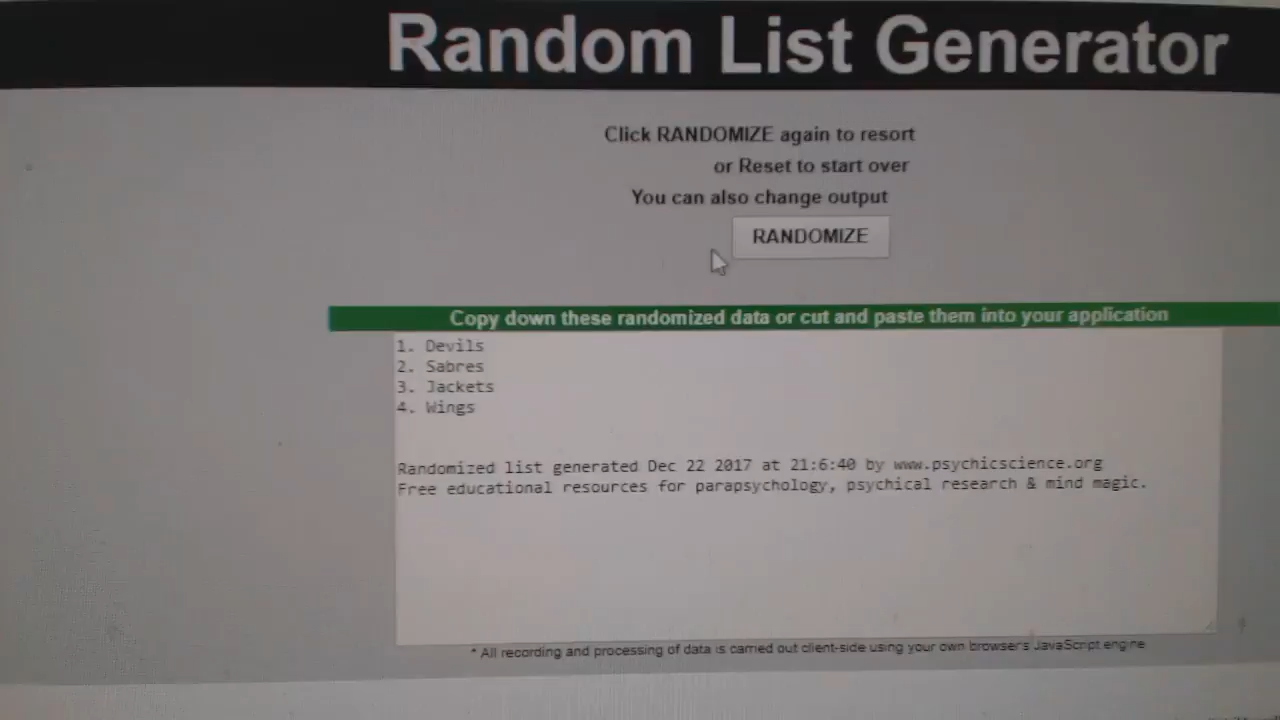 Random List Generator
Click RANDOMIZE again to resort
or Reset to start over
You can also change output
RANDOMIZE
Copy down these randomized data or cut and paste them into your application
1. Devils
2. Sabres
3. Jackets
4. Wings
Randomized list generated Dec 22 2017 at 21:6:40 by www.psychicscience.org
Free educational resources for parapsychology, psychical research & mind magic.
* All recording and processing of data is carried out client-side using your own browser's JavaScript engine